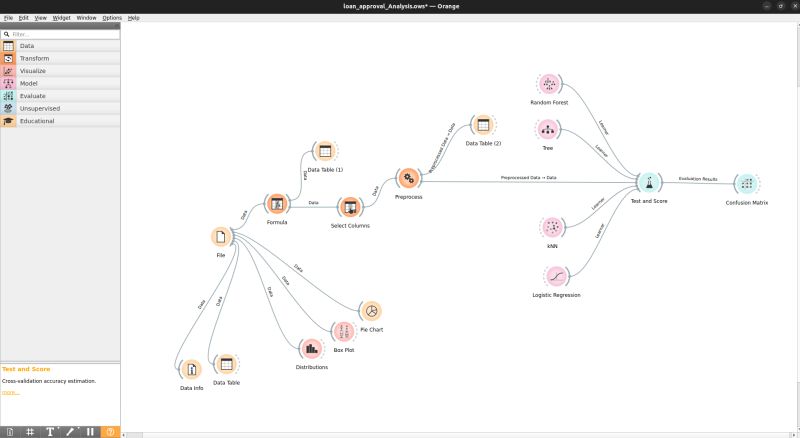 loan_approval_Analysis.ows* — Orange
File Edit View Widget Window Options Help
Filter...
Data
Transform
Visualize
Model
Evaluate
Unsupervised
Educational
Random Forest
Learner
Data Table (2)
Preprocessed Data → Data
Tree
Learner
Data Table (1)
Data
Preprocessed Data → Data
Evaluation Results
Preprocess
Data
Test and Score
Confusion Matrix
Data
Data
Formula
Select Columns
Learner
Learner
kNN
File
Data
Data
Data
Data
Data
Logistic Regression
Pie Chart
Box Plot
Distributions
Data Info
Data Table
Test and Score
Cross-validation accuracy estimation.
more...